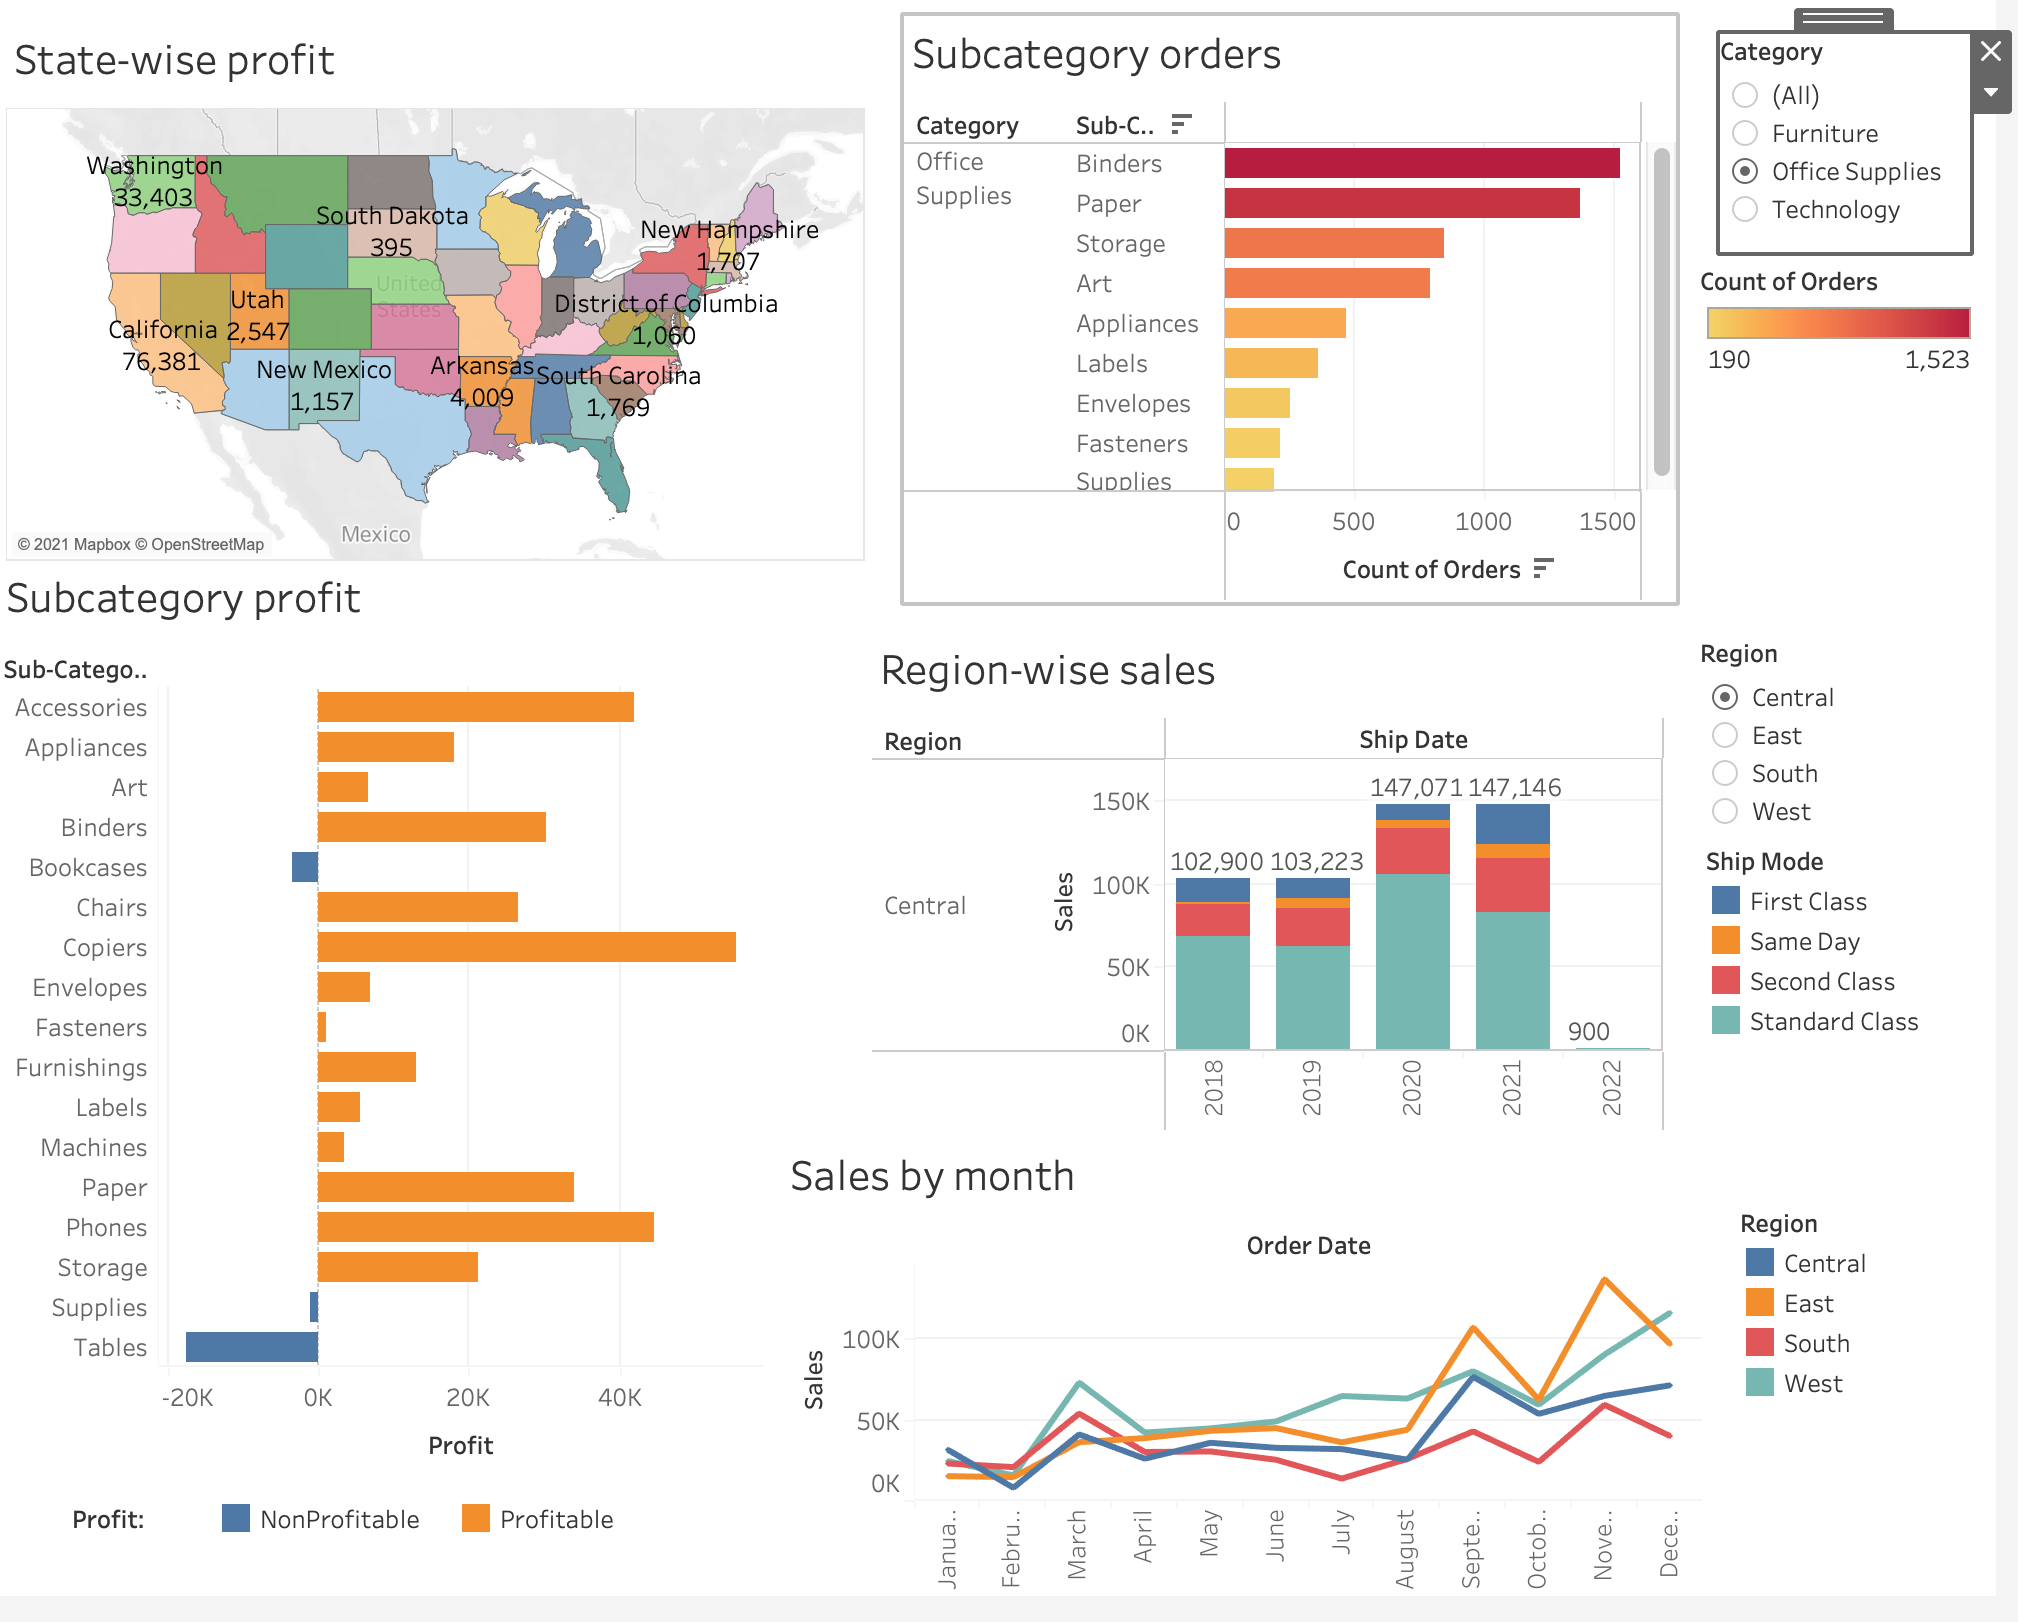 State-wise profit
Washington
33,403
South Dakota
395
New Hampshire
1,707
United
States
Utah
2,547
District of Columbia
1,060
California
76,381
New Mexico
1,157
Arkansas
4,009
South Carolina
1,769
Mexico
© 2021 Mapbox © OpenStreetMap
Subcategory orders
Category
Sub-C..
Office
Supplies
Binders
Paper
Storage
Art
Appliances
Labels
Envelopes
Fasteners
Supplies
0
500
1000
1500
Count of Orders
Category
(All)
Furniture
Office Supplies
Technology
Count of Orders
190
1,523
Subcategory profit
Sub-Catego..
Accessories
Appliances
Art
Binders
Bookcases
Chairs
Copiers
Envelopes
Fasteners
Furnishings
Labels
Machines
Paper
Phones
Storage
Supplies
Tables
-20K
0K
20K
40K
Profit
Profit:
NonProfitable
Profitable
Region-wise sales
Region
Ship Date
Central
Sales
150K
100K
50K
0K
102,900
103,223
147,071
147,146
900
2018
2019
2020
2021
2022
Region
Central
East
South
West
Ship Mode
First Class
Same Day
Second Class
Standard Class
Sales by month
Order Date
Sales
100K
50K
0K
Janua..
Febru..
March
April
May
June
July
August
Septe..
Octob..
Nove..
Dece..
Region
Central
East
South
West